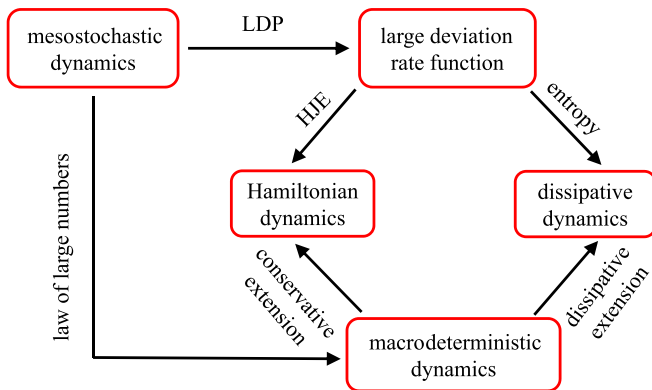 LDP
mesostochastic
dynamics
large deviation
rate function
HJE
entropy
law of large numbers
Hamiltonian
dynamics
dissipative
dynamics
conservative
extension
dissipative
extension
macrodeterministic
dynamics